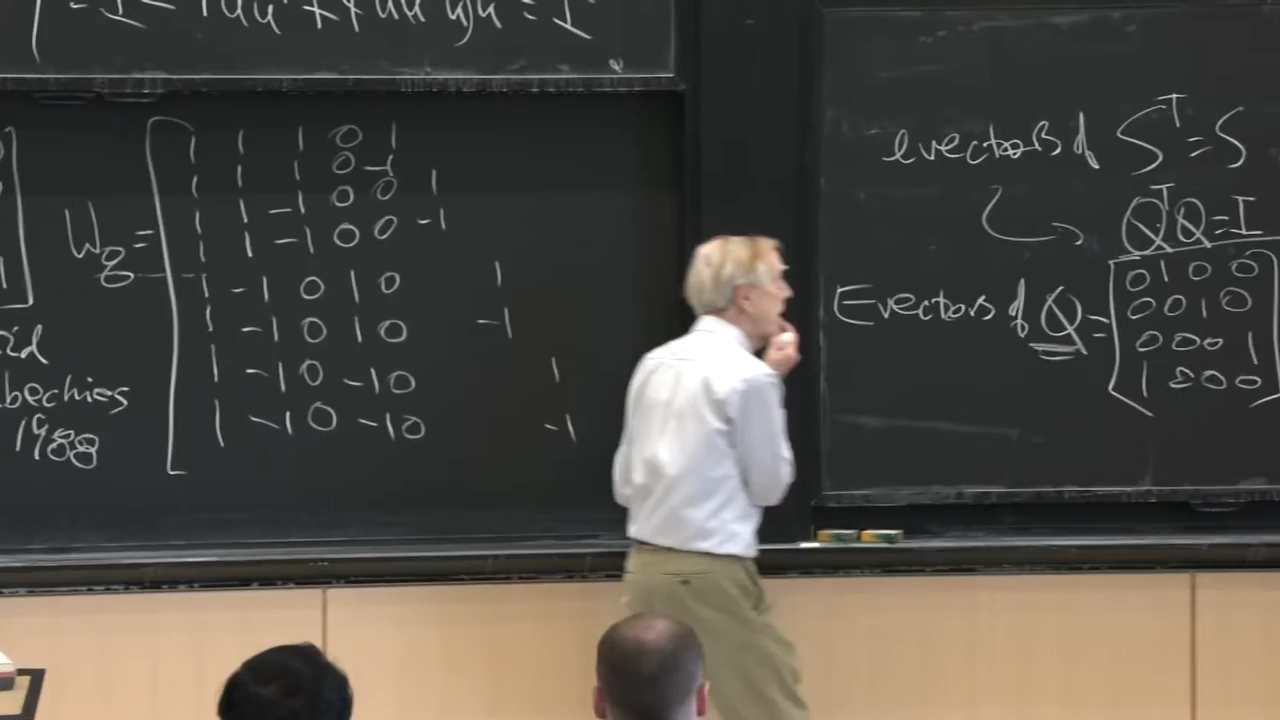 = I
W8 =
1 1 1 0 1
1 1 1 0 -1
1 1 -1 0 0 1
1 1 -1 0 0 -1
1 -1 0 1 0 1
1 -1 0 1 0 -1
1 -1 0 -1 0 1
1 -1 0 -1 0 -1
1988
evectors of S^T = S
Q^T Q = I
Evectors of Q =
0 1 0 0
0 0 1 0
0 0 0 1
1 0 0 0